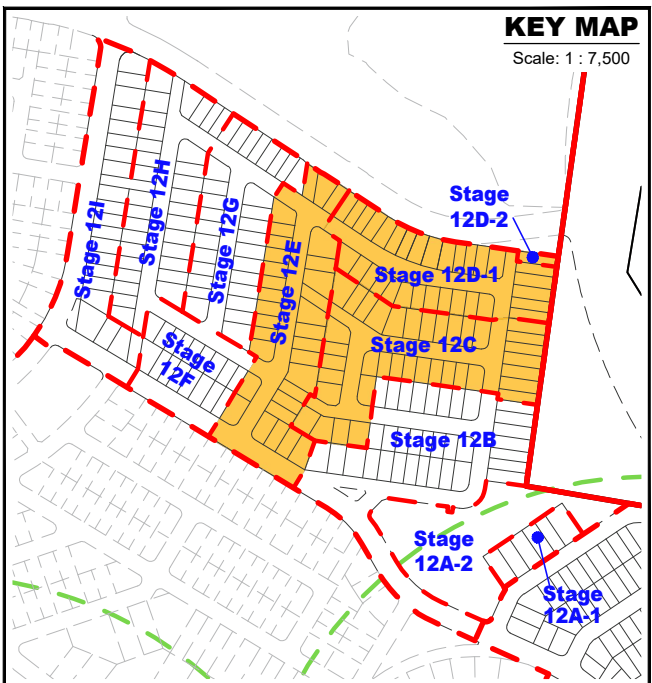 KEY MAP
Scale: 1 : 7,500
Stage
12D-2
Stage 12I
Stage 12H
Stage 12G
Stage 12E
Stage 12D-1
Stage 12C
Stage
12F
Stage 12B
Stage
12A-2
Stage
12A-1